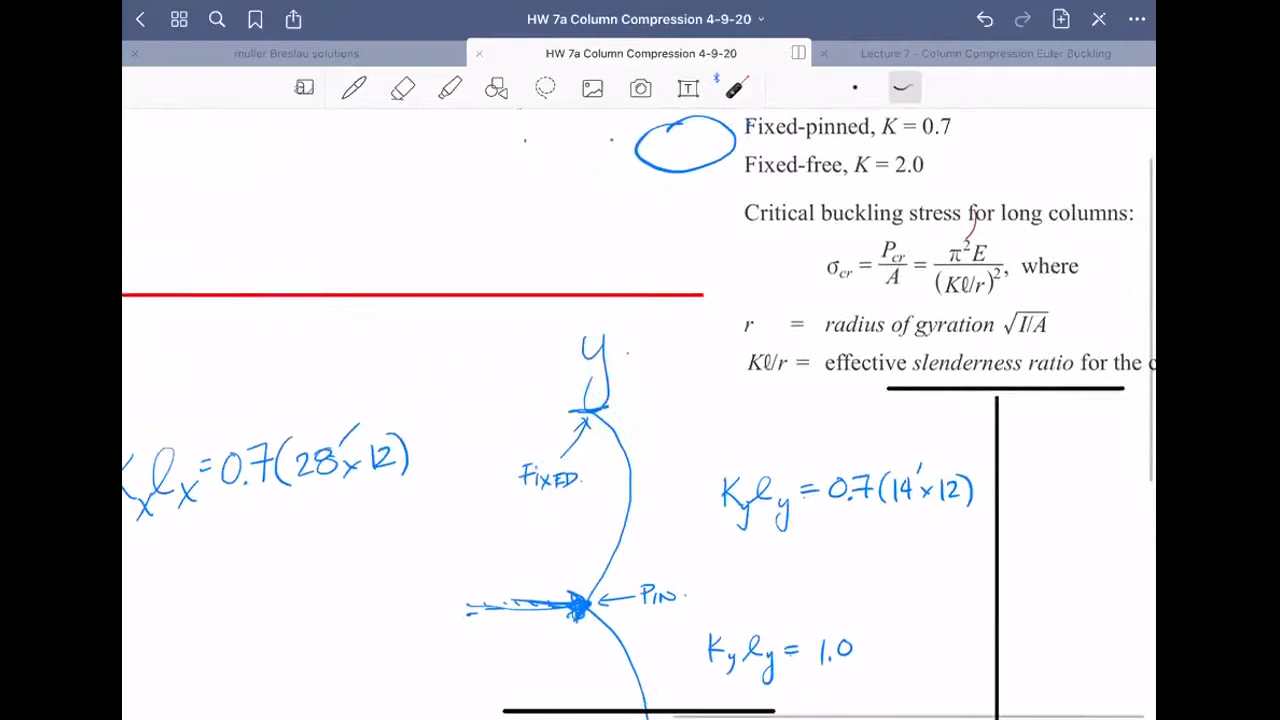 HW 7a Column Compression 4-9-20
muller Breslau solutions
HW 7a Column Compression 4-9-20
Lecture 7 - Column Compression Euler Buckling
Fixed-pinned, K = 0.7
Fixed-free, K = 2.0
Critical buckling stress for long columns:
σcr = Pcr/A = π²E/(Kℓ/r)², where
r = radius of gyration √I/A
Kℓ/r = effective slenderness ratio for the c
y
FIXED.
Kxlx = 0.7(28'x12)
Kyly = 0.7(14'x12)
PIN.
Kyly = 1.0